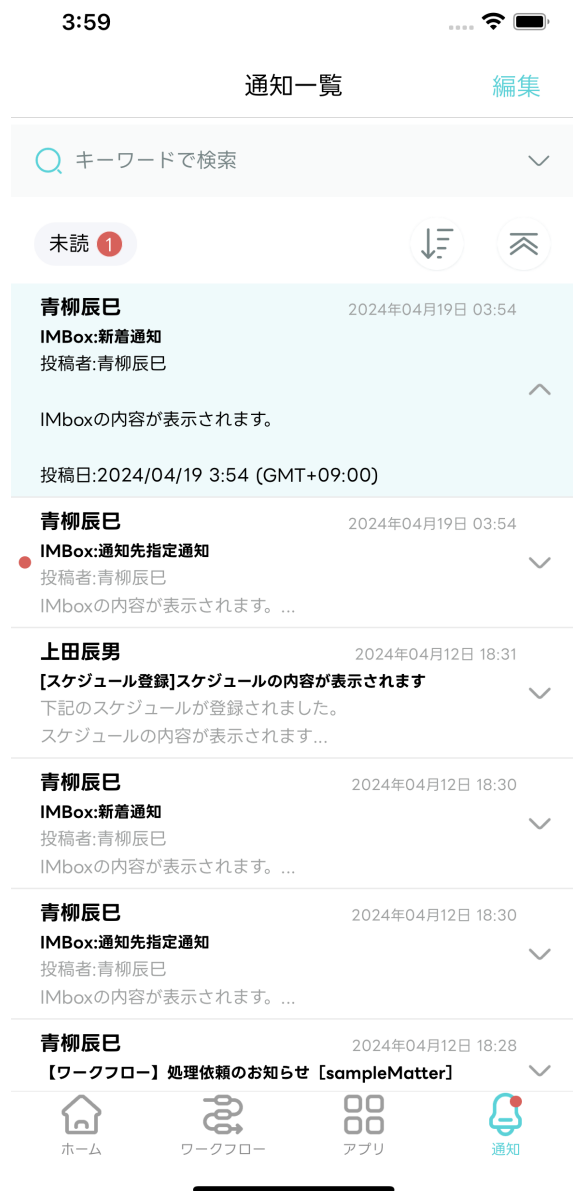 3:59
通知一覧
編集
キーワードで検索
未読 1
青柳辰巳
2024年04月19日 03:54
IMBox:新着通知
投稿者:青柳辰巳
IMboxの内容が表示されます。
投稿日:2024/04/19 3:54 (GMT+09:00)
青柳辰巳
2024年04月19日 03:54
IMBox:通知先指定通知
投稿者:青柳辰巳
IMboxの内容が表示されます。...
上田辰男
2024年04月12日 18:31
[スケジュール登録]スケジュールの内容が表示されます
下記のスケジュールが登録されました。
スケジュールの内容が表示されます...
青柳辰巳
2024年04月12日 18:30
IMBox:新着通知
投稿者:青柳辰巳
IMboxの内容が表示されます。...
青柳辰巳
2024年04月12日 18:30
IMBox:通知先指定通知
投稿者:青柳辰巳
IMboxの内容が表示されます。...
青柳辰巳
2024年04月12日 18:28
【ワークフロー】処理依頼のお知らせ［sampleMatter］
ホーム
ワークフロー
アプリ
通知